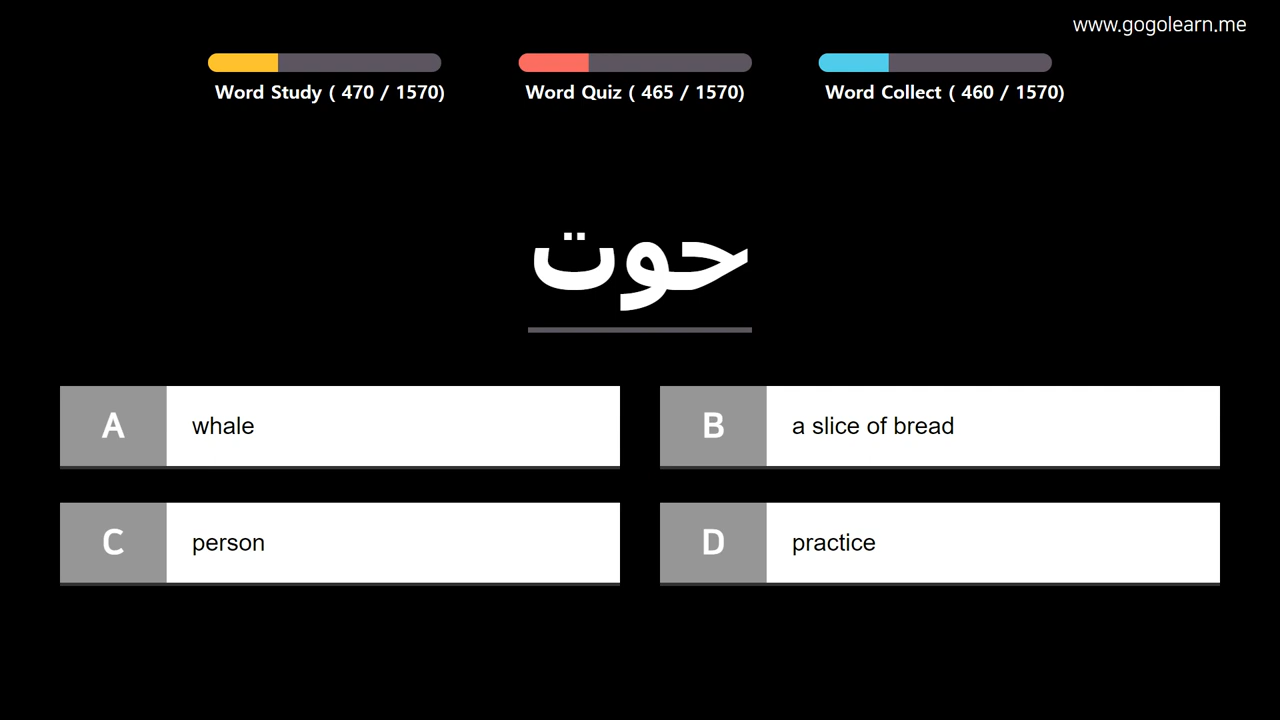 www.gogolearn.me
Word Study ( 470 / 1570)
Word Quiz ( 465 / 1570)
Word Collect ( 460 / 1570)
حوت
A whale
B a slice of bread
C person
D practice